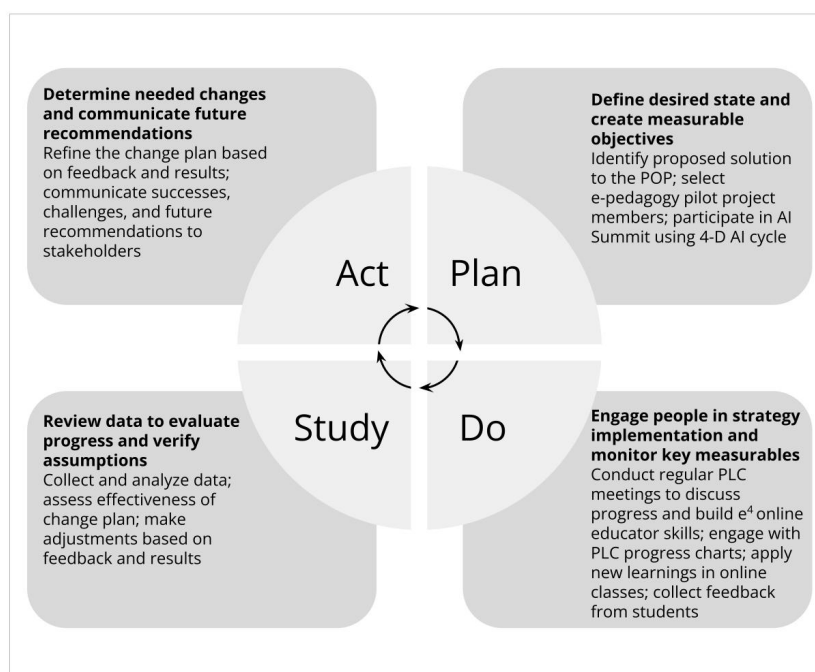 Determine needed changes
and communicate future
recommendations
Refine the change plan based
on feedback and results;
communicate successes,
challenges, and future
recommendations to
stakeholders
Define desired state and
create measurable
objectives
Identify proposed solution
to the POP; select
e-pedagogy pilot project
members; participate in AI
Summit using 4-D AI cycle
Act
Plan
Study
Do
Review data to evaluate
progress and verify
assumptions
Collect and analyze data;
assess effectiveness of
change plan; make
adjustments based on
feedback and results
Engage people in strategy
implementation and
monitor key measurables
Conduct regular PLC
meetings to discuss
progress and build e⁴ online
educator skills; engage with
PLC progress charts; apply
new learnings in online
classes; collect feedback
from students